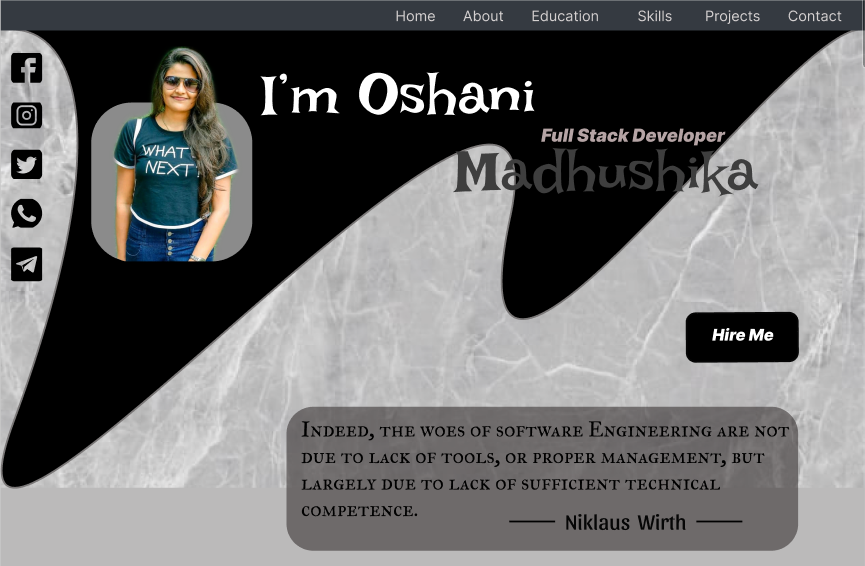 Home About Education Skills Projects Contact
I'm Oshani
Full Stack Developer
Madhushika
WHAT'
NEXT
Hire Me
Indeed, the woes of software Engineering are not
due to lack of tools, or proper management, but
largely due to lack of sufficient technical
competence.
Niklaus Wirth